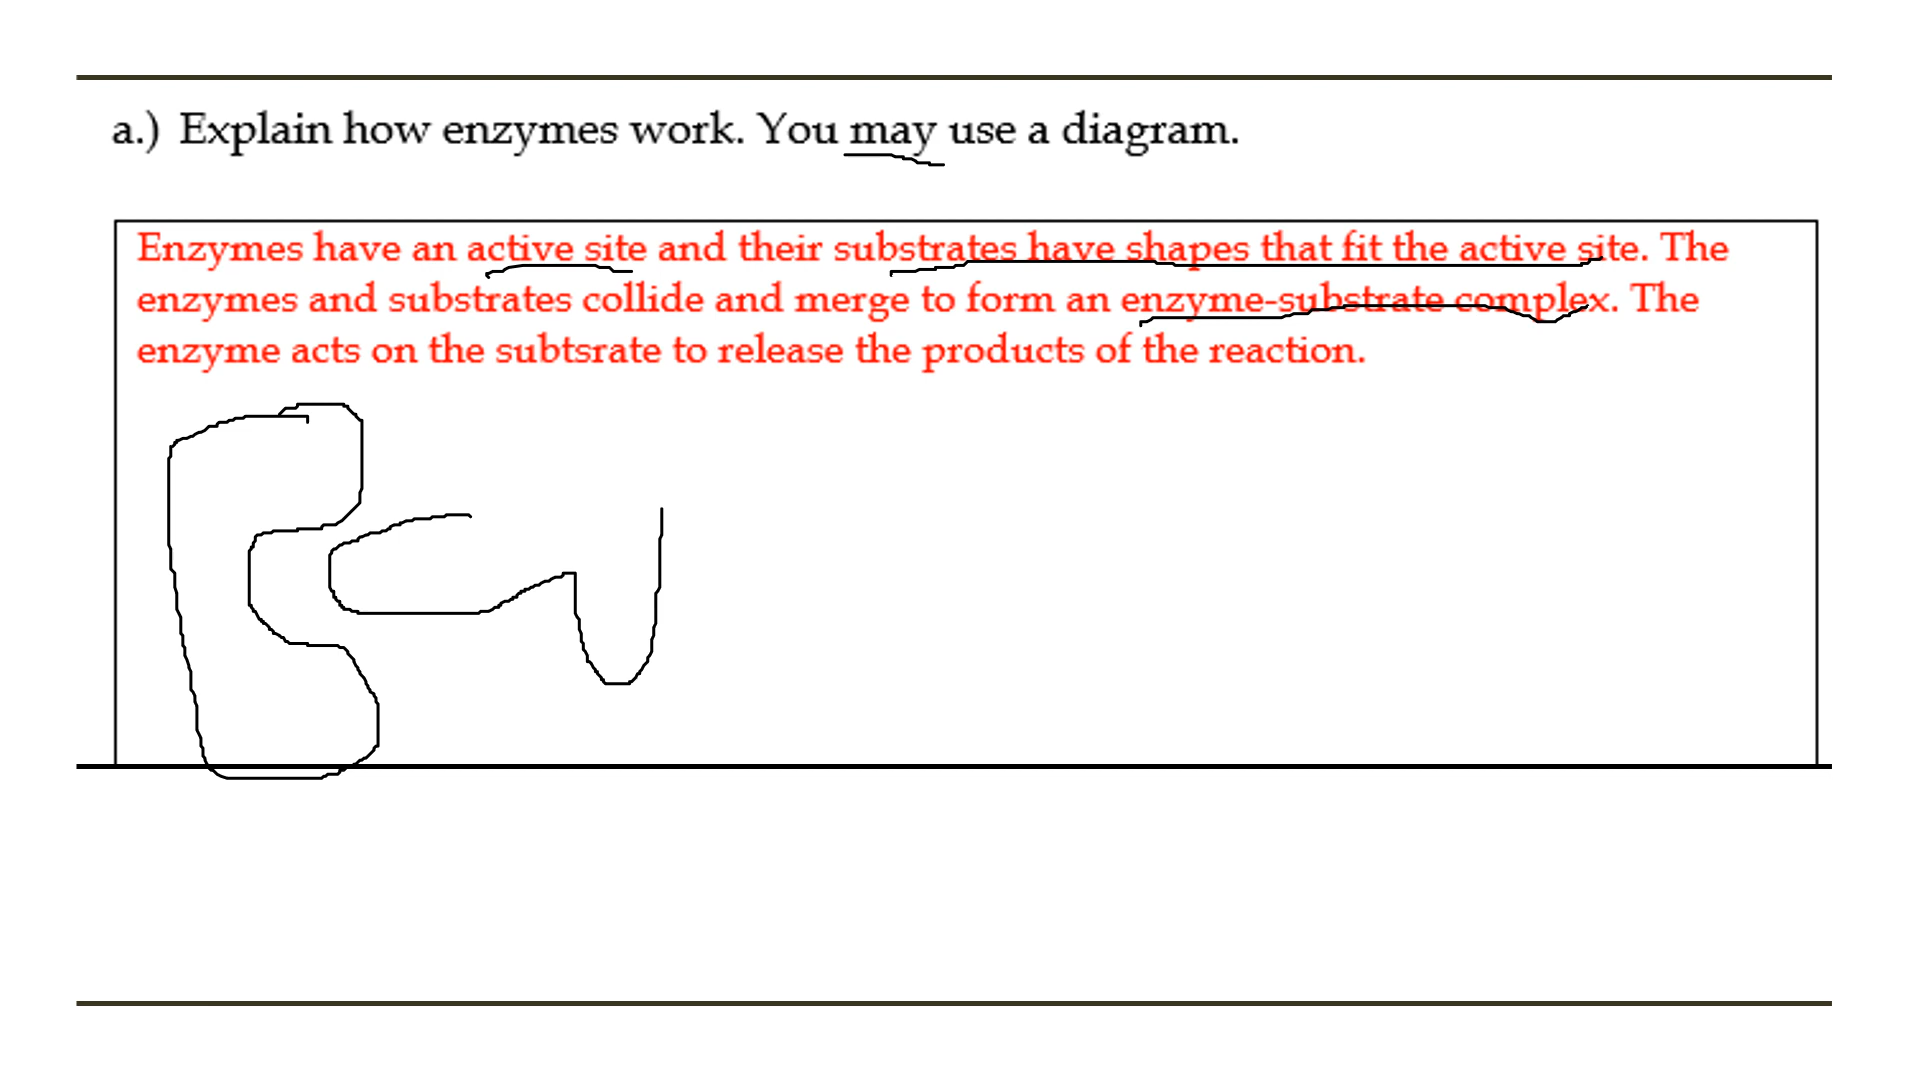 a.) Explain how enzymes work. You may use a diagram.
Enzymes have an active site and their substrates have shapes that fit the active site. The
enzymes and substrates collide and merge to form an enzyme-substrate complex. The
enzyme acts on the subtsrate to release the products of the reaction.